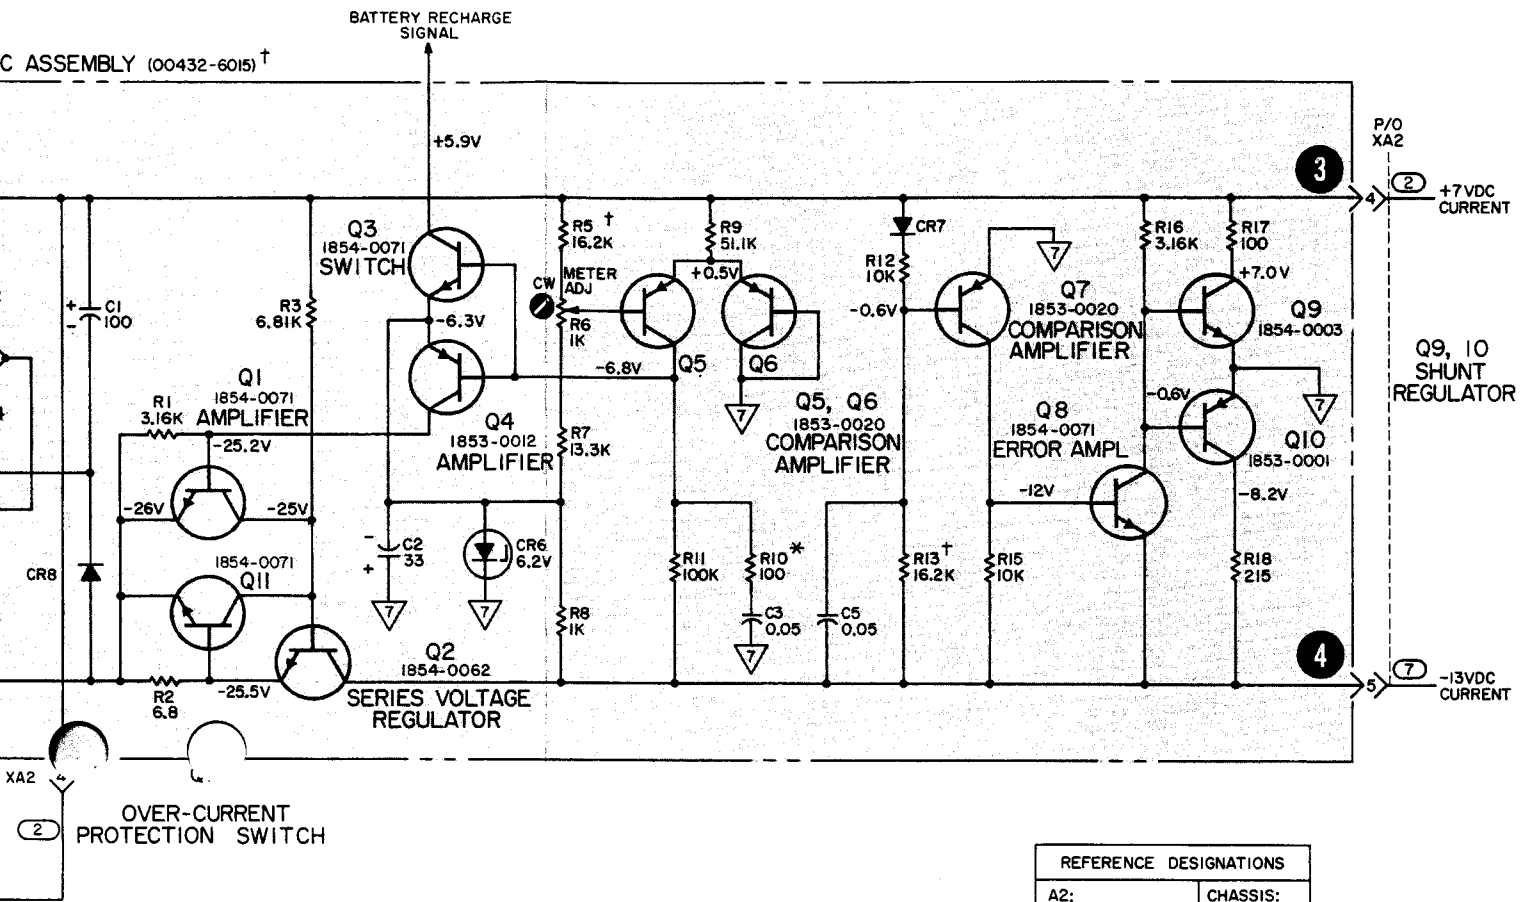 BATTERY RECHARGE
SIGNAL
C ASSEMBLY (00432-6015)†
+5.9V
P/O
XA2
3
4
2
+7VDC
CURRENT
Q3
1854-0071
SWITCH
R5 †
16.2K
R9
51.1K
CR7
R16
3.16K
R17
100
7
CW
METER
ADJ
+0.5V
R12
10K
+7.0V
+
-
C1
100
R3
6.81K
-6.3V
R6
1K
-0.6V
Q7
1853-0020
COMPARISON
AMPLIFIER
Q9
1854-0003
Q5
Q6
-6.8V
Q9, 10
SHUNT
REGULATOR
R1
3.16K
Q1
1854-0071
AMPLIFIER
-25.2V
Q4
1853-0012
AMPLIFIER
R7
13.3K
7
Q5, Q6
1853-0020
COMPARISON
AMPLIFIER
Q8
1854-0071
ERROR AMPL
-0.6V
7
Q10
1853-0001
-26V
-25V
-12V
-8.2V
CR8
1854-0071
Q11
-
C2
33
+
CR6
6.2V
R11
100K
R10 *
100
R13 †
16.2K
R15
10K
R18
215
7
7
R8
1K
C3
0.05
C5
0.05
7
R2
6.8
-25.5V
Q2
1854-0062
SERIES VOLTAGE
REGULATOR
4
5
7
-13VDC
CURRENT
XA2
4
2
OVER-CURRENT
PROTECTION SWITCH
REFERENCE DESIGNATIONS
A2:
CHASSIS: